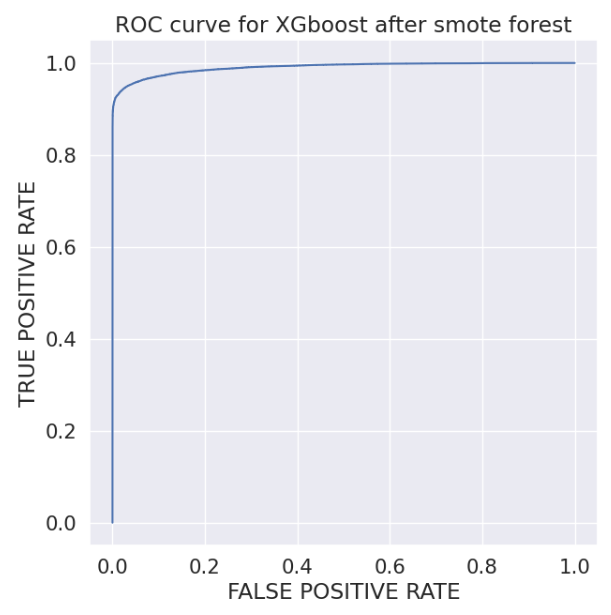 ROC curve for XGboost after smote forest
1.0
0.8
0.6
0.4
0.2
0.0
TRUE POSITIVE RATE
0.0 0.2 0.4 0.6 0.8 1.0
FALSE POSITIVE RATE